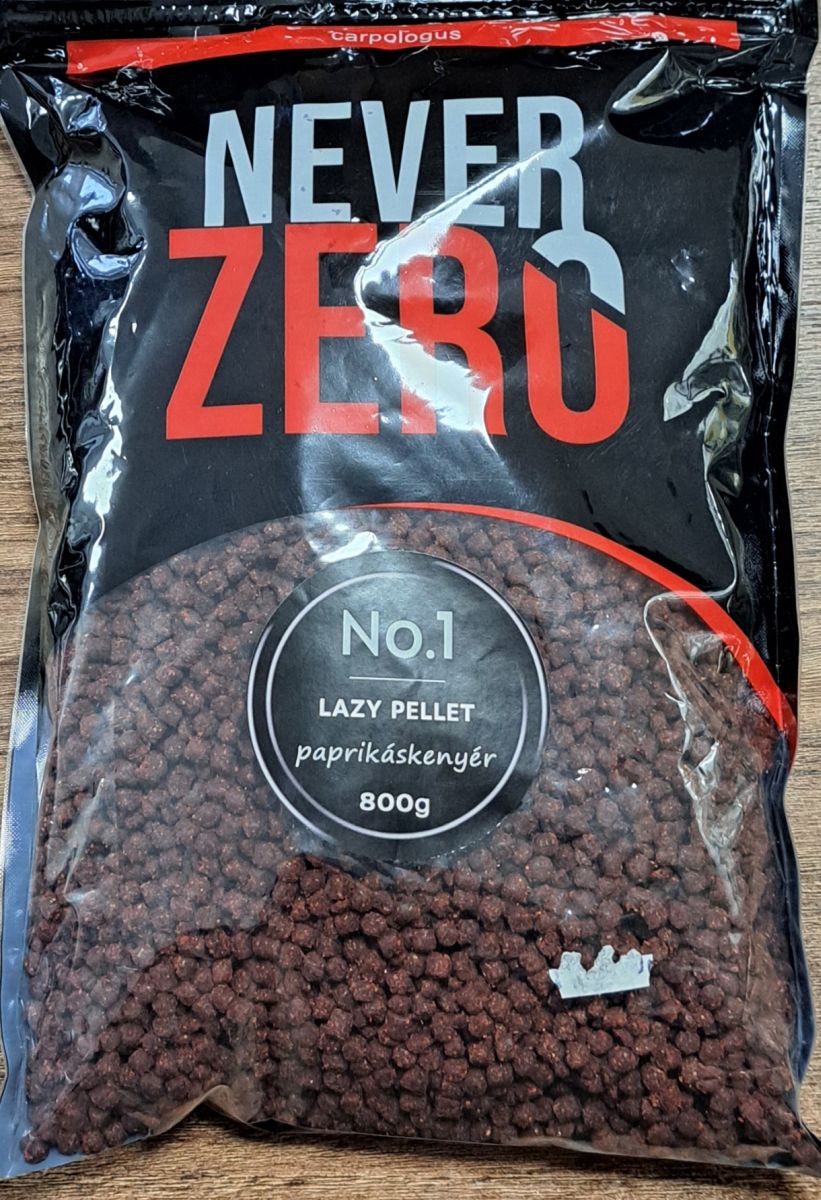 carpologus
NEVER
ZERO
No.1
LAZY PELLET
paprikáskenyér
800g